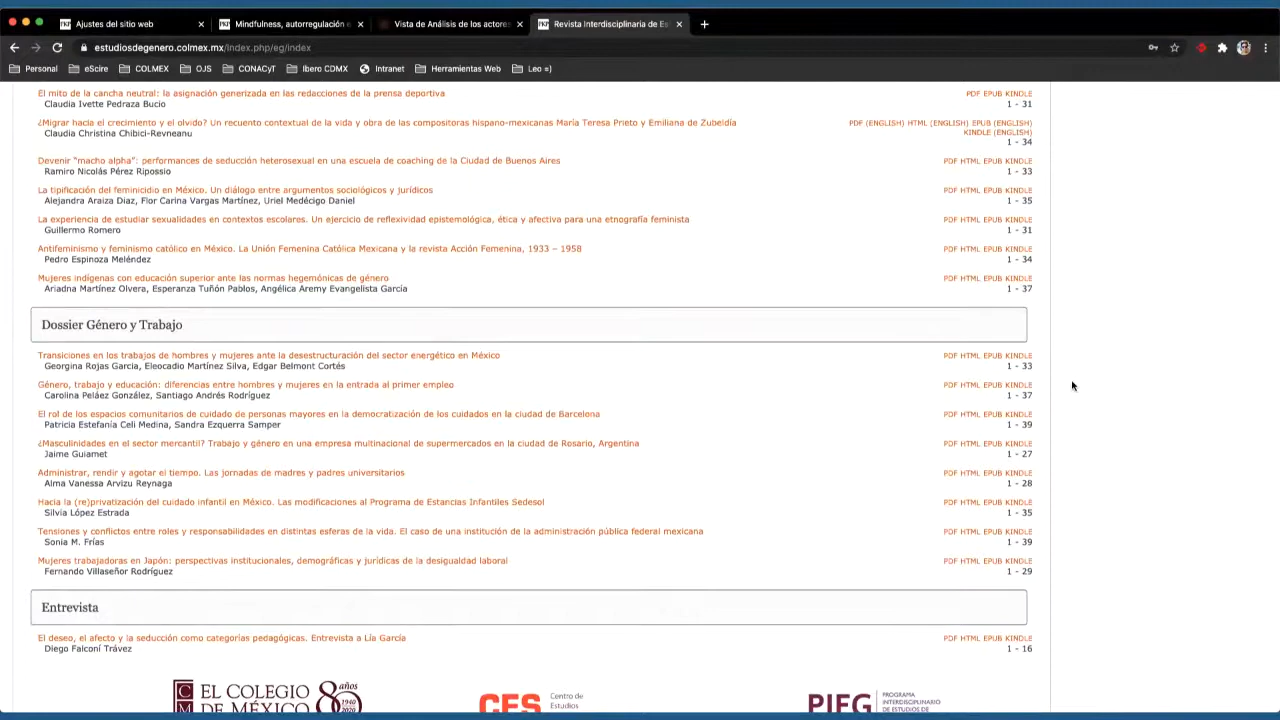 Ajustes del sitio web
Mindfulness, autorregulación e
Vista de Análisis de los actores
Revista Interdisciplinaria de Es
estudiosdegenero.colmex.mx/index.php/eg/index
Personal eScire COLMEX OJS CONACyT Ibero CDMX Intranet Herramientas Web Leo =)
El mito de la cancha neutral: la asignación generizada en las redacciones de la prensa deportiva PDF EPUB KINDLE
Claudia Ivette Pedraza Bucio 1 - 31
¿Migrar hacia el crecimiento y el olvido? Un recuento contextual de la vida y obra de las compositoras hispano-mexicanas María Teresa Prieto y Emiliana de Zubeldía PDF (ENGLISH) HTML (ENGLISH) EPUB (ENGLISH)
Claudia Christina Chibici-Revneanu KINDLE (ENGLISH)
1 - 34
Devenir “macho alpha”: performances de seducción heterosexual en una escuela de coaching de la Ciudad de Buenos Aires PDF HTML EPUB KINDLE
Ramiro Nicolás Pérez Ripossio 1 - 33
La tipificación del feminicidio en México. Un diálogo entre argumentos sociológicos y jurídicos PDF HTML EPUB KINDLE
Alejandra Araiza Díaz, Flor Carina Vargas Martínez, Uriel Medécigo Daniel 1 - 35
La experiencia de estudiar sexualidades en contextos escolares. Un ejercicio de reflexividad epistemológica, ética y afectiva para una etnografía feminista PDF HTML EPUB KINDLE
Guillermo Romero 1 - 31
Antifeminismo y feminismo católico en México. La Unión Femenina Católica Mexicana y la revista Acción Femenina, 1933 – 1958 PDF HTML EPUB KINDLE
Pedro Espinoza Meléndez 1 - 34
Mujeres indígenas con educación superior ante las normas hegemónicas de género PDF HTML EPUB KINDLE
Ariadna Martínez Olvera, Esperanza Tuñón Pablos, Angélica Aremy Evangelista García 1 - 37
Dossier Género y Trabajo
Transiciones en los trabajos de hombres y mujeres ante la desestructuración del sector energético en México PDF HTML EPUB KINDLE
Georgina Rojas García, Eleocadio Martínez Silva, Edgar Belmont Cortés 1 - 33
Género, trabajo y educación: diferencias entre hombres y mujeres en la entrada al primer empleo PDF HTML EPUB KINDLE
Carolina Peláez González, Santiago Andrés Rodríguez 1 - 37
El rol de los espacios comunitarios de cuidado de personas mayores en la democratización de los cuidados en la ciudad de Barcelona PDF HTML EPUB KINDLE
Patricia Estefanía Celi Medina, Sandra Ezquerra Samper 1 - 39
¿Masculinidades en el sector mercantil? Trabajo y género en una empresa multinacional de supermercados en la ciudad de Rosario, Argentina PDF HTML EPUB KINDLE
Jaime Guiamet 1 - 27
Administrar, rendir y agotar el tiempo. Las jornadas de madres y padres universitarios PDF HTML EPUB KINDLE
Alma Vanessa Arvizu Reynaga 1 - 28
Hacia la (re)privatización del cuidado infantil en México. Las modificaciones al Programa de Estancias Infantiles Sedesol PDF HTML EPUB KINDLE
Silvia López Estrada 1 - 35
Tensiones y conflictos entre roles y responsabilidades en distintas esferas de la vida. El caso de una institución de la administración pública federal mexicana PDF HTML EPUB KINDLE
Sonia M. Frías 1 - 39
Mujeres trabajadoras en Japón: perspectivas institucionales, demográficas y jurídicas de la desigualdad laboral PDF HTML EPUB KINDLE
Fernando Villaseñor Rodríguez 1 - 29
Entrevista
El deseo, el afecto y la seducción como categorías pedagógicas. Entrevista a Lía García PDF HTML EPUB KINDLE
Diego Falconí Trávez 1 - 16
EL COLEGIO
DE MÉXICO
80 años
1940
2020
CES
Centro de
Estudios
PIEG
PROGRAMA
INTERDISCIPLINARIO
DE ESTUDIOS DE